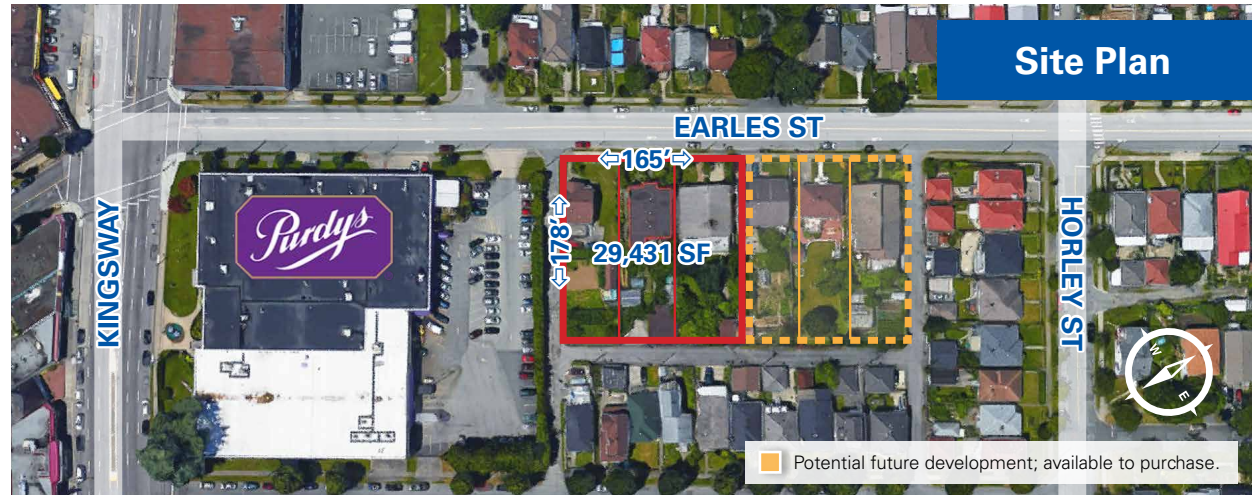 Site Plan
EARLES ST
⇦165’⇨
⇦178’⇨
29,431 SF
Purdys
KINGSWAY
HORLEY ST
W
E
Potential future development; available to purchase.